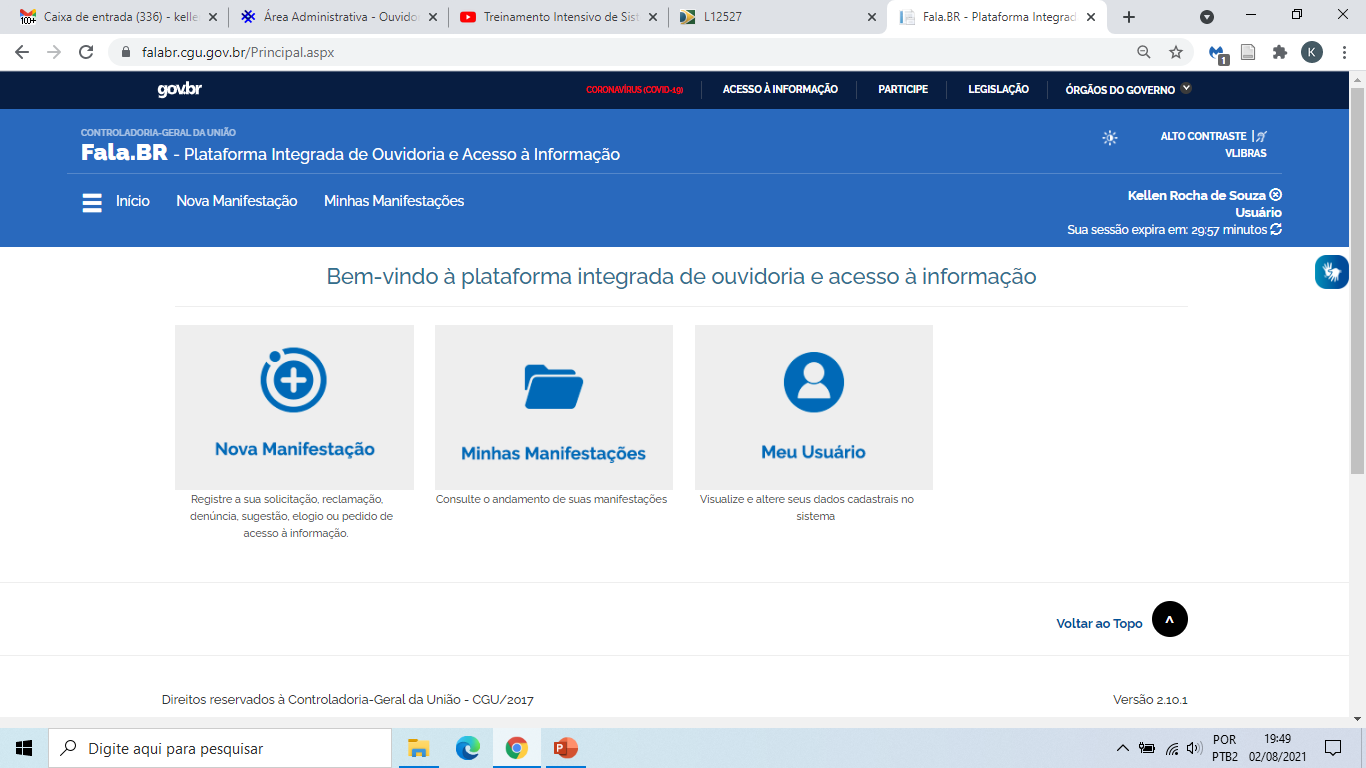 Caixa de entrada (336) - kelle
Área Administrativa - Ouvido
Treinamento Intensivo de Sist
L12527
Fala.BR - Plataforma Integrad
falabr.cgu.gov.br/Principal.aspx
1
K
100+
gov.br
CORONAVÍRUS (COVID-19)
ACESSO À INFORMAÇÃO
PARTICIPE
LEGISLAÇÃO
ÓRGÃOS DO GOVERNO
CONTROLADORIA-GERAL DA UNIÃO
Fala.BR - Plataforma Integrada de Ouvidoria e Acesso à Informação
ALTO CONTRASTE |
VLIBRAS
Início
Nova Manifestação
Minhas Manifestações
Kellen Rocha de Souza
Usuário
Sua sessão expira em: 29:57 minutos
Bem-vindo à plataforma integrada de ouvidoria e acesso à informação
Nova Manifestação
Registre a sua solicitação, reclamação,
denúncia, sugestão, elogio ou pedido de
acesso à informação.
Minhas Manifestações
Consulte o andamento de suas manifestações
Meu Usuário
Visualize e altere seus dados cadastrais no
sistema
Voltar ao Topo
^
Direitos reservados à Controladoria-Geral da União - CGU/2017
Versão 2.10.1
Digite aqui para pesquisar
POR
PTB2
19:49
02/08/2021